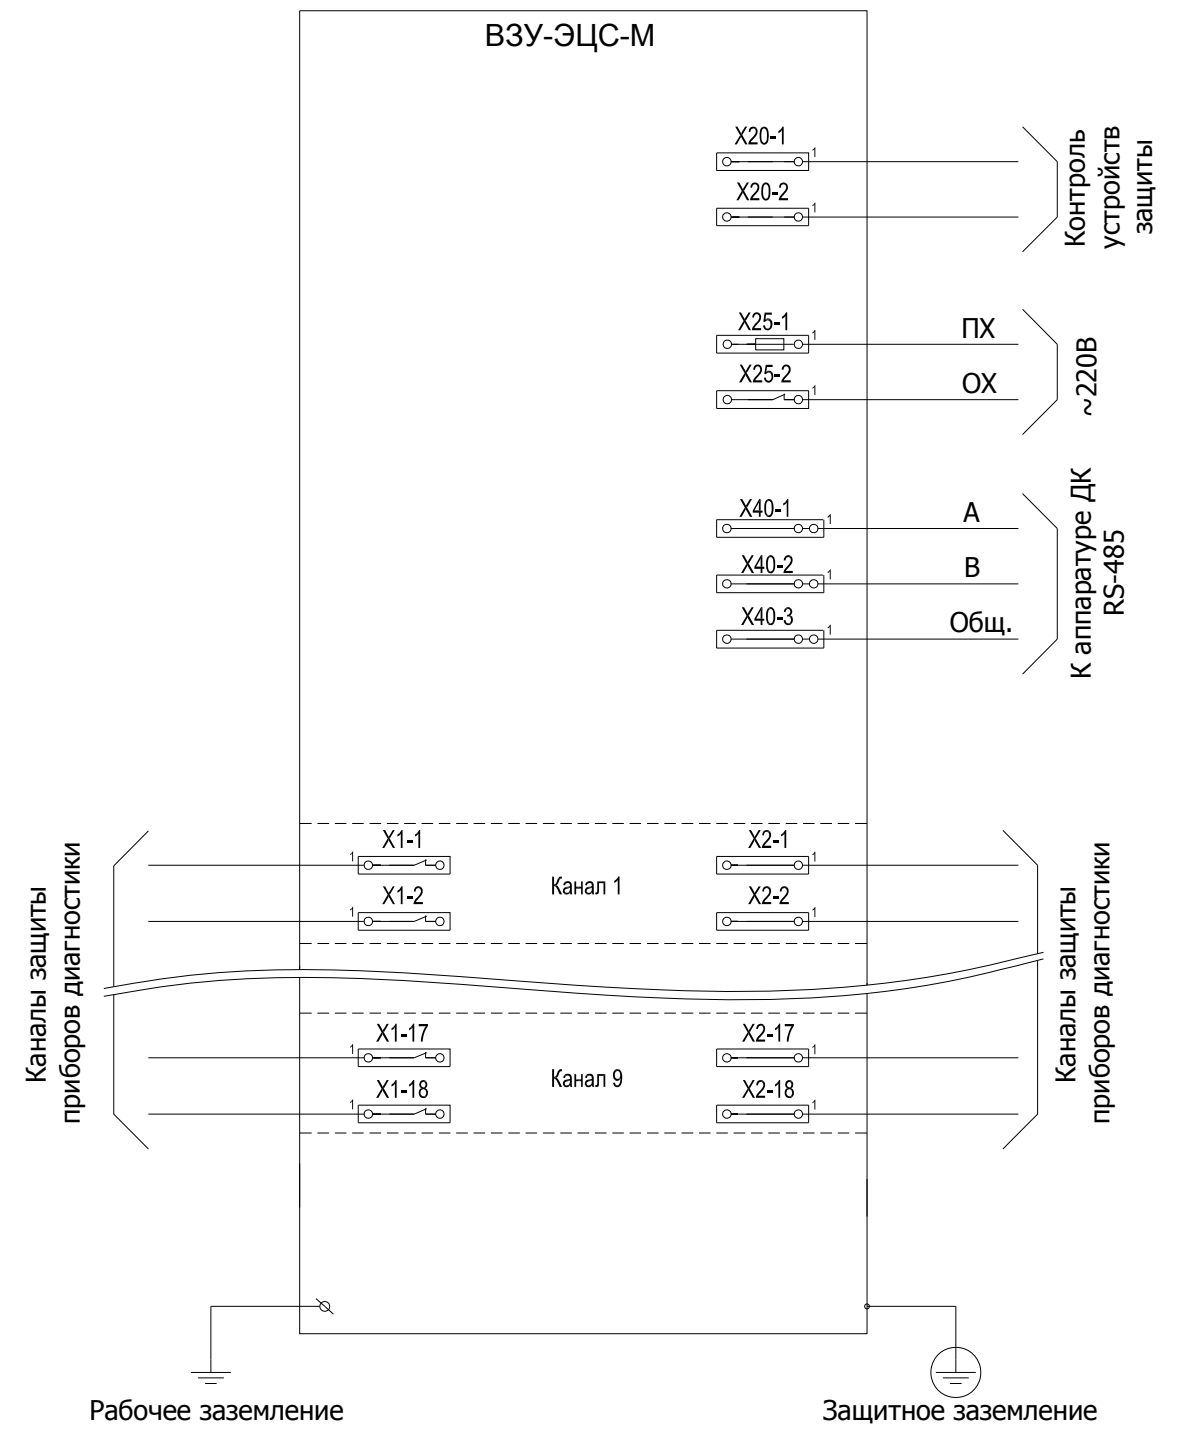 ВЗУ-ЭЦС-М
X20-1
1
X20-2
1
Контроль
устройств
защиты
X25-1
1
ПХ
X25-2
1
ОХ
~220В
X40-1
1
A
X40-2
1
B
X40-3
1
Общ.
К аппаратуре ДК
RS-485
Каналы защиты
приборов диагностики
X1-1
1
X2-1
1
Канал 1
X1-2
1
X2-2
1
X1-17
1
X2-17
1
Канал 9
X1-18
1
X2-18
1
Каналы защиты
приборов диагностики
Рабочее заземление
Защитное заземление